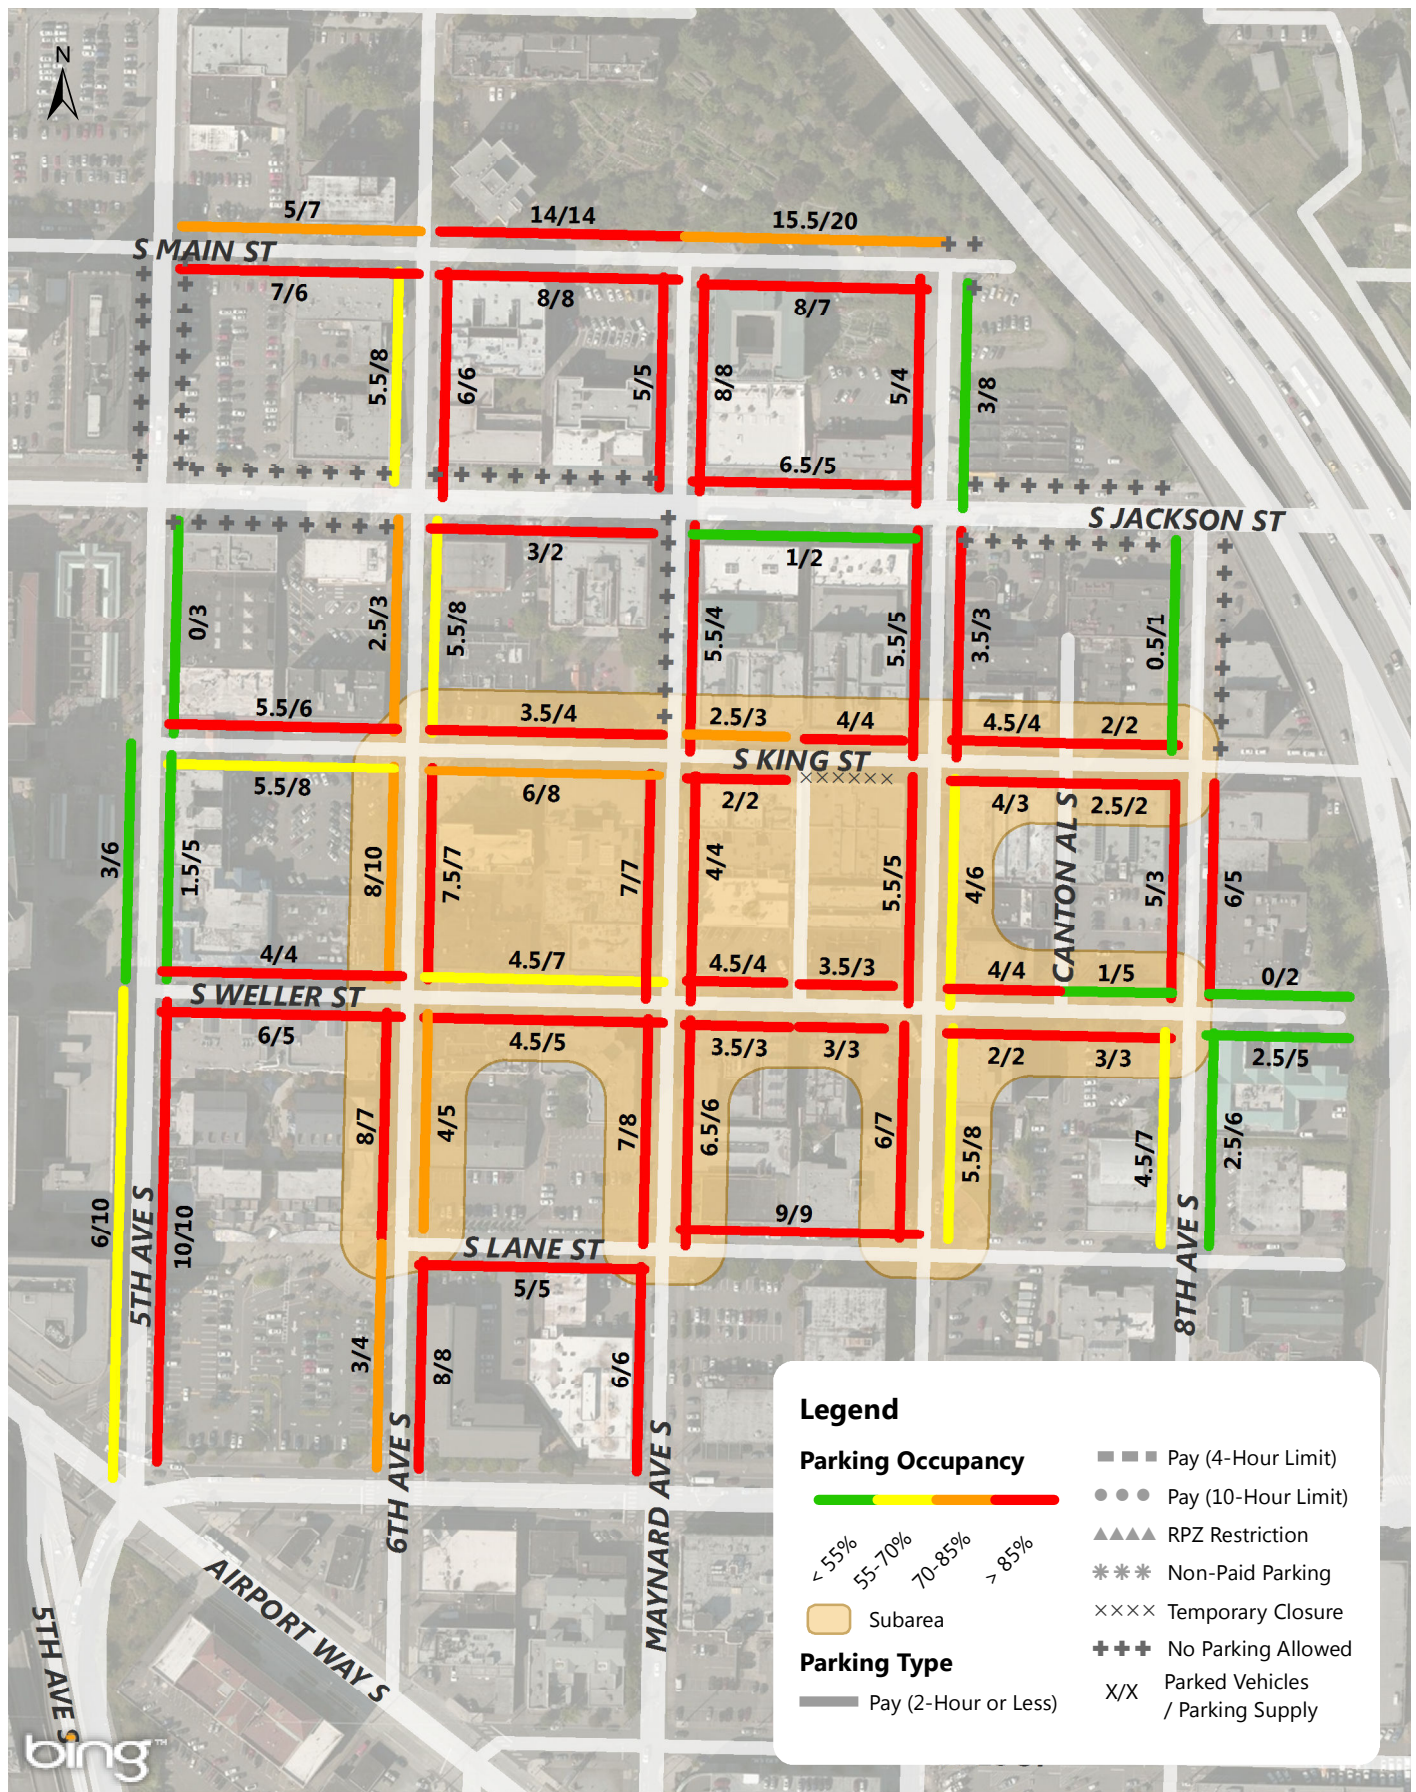 N
5/7
14/14
15.5/20
S MAIN ST
7/6
8/8
8/7
5.5/8
6/6
5/5
8/8
5/4
3/8
6.5/5
S JACKSON ST
3/2
1/2
0/3
2.5/3
5.5/8
5.5/4
5.5/5
3.5/3
0.5/1
5.5/6
3.5/4
2.5/3
4/4
4.5/4
2/2
S KING ST
5.5/8
6/8
2/2
4/3
2.5/2
3/6
1.5/5
8/10
7.5/7
7/7
4/4
5.5/5
4/6
CANTON AL S
5/3
6/5
4/4
4.5/7
4.5/4
3.5/3
4/4
1/5
0/2
S WELLER ST
6/5
4.5/5
3.5/3
3/3
2/2
3/3
2.5/5
8/7
4/5
7/8
6.5/6
6/7
5.5/8
4.5/7
2.5/6
6/10
5TH AVE S
10/10
9/9
S LANE ST
8TH AVE S
5/5
3/4
8/8
6/6
6TH AVE S
MAYNARD AVE S
AIRPORT WAY S
5TH AVE S
bing™
Legend
Parking Occupancy
< 55%
55-70%
70-85%
> 85%
Subarea
Parking Type
Pay (2-Hour or Less)
Pay (4-Hour Limit)
Pay (10-Hour Limit)
RPZ Restriction
Non-Paid Parking
Temporary Closure
No Parking Allowed
X/X Parked Vehicles
/ Parking Supply